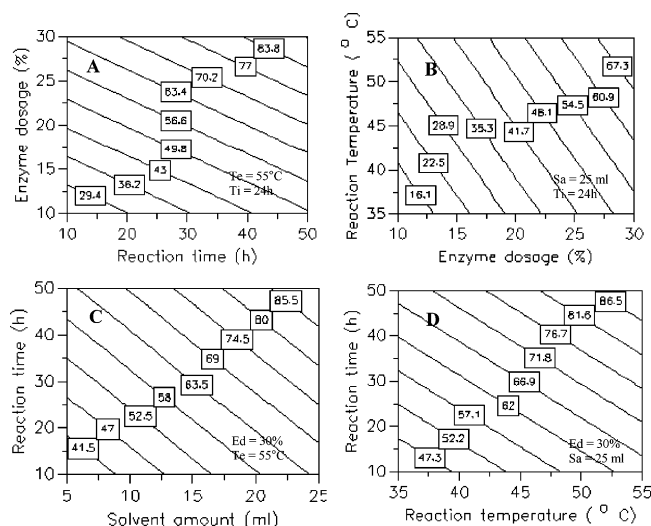 A
Enzyme dosage (%)
30
25
20
15
10
83.8
77
70.2
63.4
56.6
49.8
43
36.2
29.4
Te = 55°C
Ti = 24h
10 20 30 40 50
Reaction time (h)
B
Reaction Temperature ( °C)
55
50
45
40
35
67.3
60.9
54.5
48.1
41.7
35.3
28.9
22.5
16.1
Sa = 25 ml
Ti = 24h
10 15 20 25 30
Enzyme dosage (%)
C
Reaction time (h)
50
40
30
20
10
85.5
80
74.5
69
63.5
58
52.5
47
41.5
Ed = 30%
Te = 55°C
5 10 15 20 25
Solvent amount (ml)
D
Reaction time (h)
50
40
30
20
10
86.5
81.6
76.7
71.8
66.9
62
57.1
52.2
47.3
Ed = 30%
Sa = 25 ml
35 40 45 50 55
Reaction temperature ( °C)